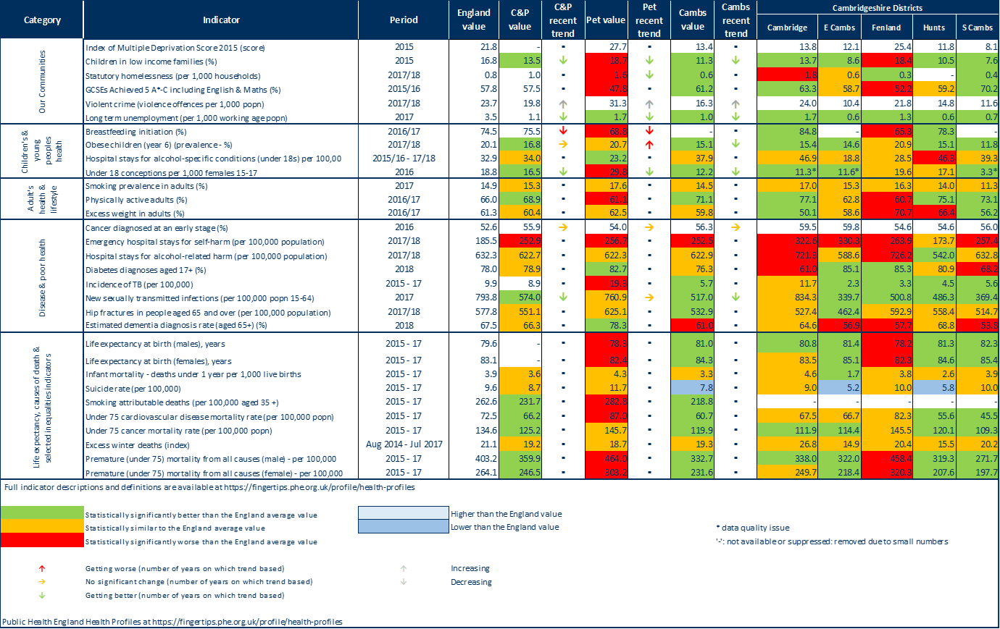 Category Indicator Period England value C&P value C&P recent trend Pet value Pet recent trend Cambs value Cambs recent trend Cambridgeshire Districts
Cambridge E Cambs Fenland Hunts S Cambs
Our Communities
Index of Multiple Deprivation Score 2015 (score) 2015 21.8 - - 27.7 - 13.4 - 13.8 12.1 25.4 11.8 8.1
Children in low income families (%) 2015 16.8 13.5 ↓ 18.7 ↓ 11.3 ↓ 13.7 8.6 18.4 10.5 7.6
Statutory homelessness (per 1,000 households) 2017/18 0.8 1.0 - 1.6 ↓ 0.6 - 1.8 0.6 0.3 - 0.4
GCSEs Achieved 5 A*-C including English & Maths (%) 2015/16 57.8 57.5 - 47.8 - 61.2 - 63.3 58.7 52.2 59.2 70.2
Violent crime (violence offences per 1,000 popn) 2017/18 23.7 19.8 ↑ 31.3 ↑ 16.3 ↑ 24.0 10.4 21.8 14.8 11.6
Long term unemployment (per 1,000 working age popn) 2017 3.5 1.1 ↓ 1.7 ↓ 1.0 ↓ 1.7 0.6 1.3 0.6 0.7
Children's & young peoples health
Breastfeeding initiation (%) 2016/17 74.5 75.5 ↓ 68.8 ↓ - - 84.8 - 65.3 78.3 -
Obese children (year 6) (prevalence - %) 2017/18 20.1 16.8 → 20.7 ↑ 15.1 ↓ 15.4 14.6 20.9 15.1 11.8
Hospital stays for alcohol-specific conditions (under 18s) per 100,00 2015/16 - 17/18 32.9 34.0 - 23.2 - 37.9 - 46.9 18.8 28.5 46.3 39.3
Under 18 conceptions per 1,000 females 15-17 2016 18.8 16.5 ↓ 29.8 ↓ 12.2 ↓ 11.3* 11.6* 19.6 17.1 3.3*
Adult's health & lifestyle
Smoking prevalence in adults (%) 2017 14.9 15.3 - 17.6 - 14.5 - 17.0 15.3 16.3 14.0 11.3
Physically active adults (%) 2016/17 66.0 68.9 - 61.1 - 71.1 - 77.1 62.8 60.7 75.1 73.1
Excess weight in adults (%) 2016/17 61.3 60.4 - 62.5 - 59.8 - 50.1 58.6 70.7 66.4 56.2
Disease & poor health
Cancer diagnosed at an early stage (%) 2016 52.6 55.9 → 54.0 → 56.3 → 59.5 59.8 54.6 54.6 56.0
Emergency hospital stays for self-harm (per 100,000 population) 2017/18 185.5 252.9 - 256.7 - 252.5 - 322.6 330.3 263.9 173.7 257.4
Hospital stays for alcohol-related harm (per 100,000 population) 2017/18 632.3 622.7 - 622.3 - 622.9 - 721.8 588.6 726.2 542.0 632.8
Diabetes diagnoses aged 17+ (%) 2018 78.0 78.9 - 82.7 - 76.3 - 61.0 85.1 85.3 80.9 68.2
Incidence of TB (per 100,000) 2015 - 17 9.9 8.9 - 19.3 - 5.7 - 11.7 2.3 3.3 4.5 5.6
New sexually transmitted infections (per 100,000 popn 15-64) 2017 793.8 574.0 ↓ 760.9 → 517.0 ↓ 834.3 339.7 500.8 486.3 369.4
Hip fractures in people aged 65 and over (per 100,000 population) 2017/18 577.8 551.1 - 625.1 - 532.9 - 527.4 462.4 592.9 558.4 514.7
Estimated dementia diagnosis rate (aged 65+) (%) 2018 67.5 66.3 - 78.3 - 61.0 - 64.6 56.9 57.7 68.8 53.8
Life expectancy, causes of death & selected inequalities indicators
Life expectancy at birth (males), years 2015 - 17 79.6 - - 78.3 - 81.0 - 80.8 81.4 78.2 81.3 82.3
Life expectancy at birth (females), years 2015 - 17 83.1 - - 82.4 - 84.3 - 83.5 85.1 82.3 84.6 85.4
Infant mortality - deaths under 1 year per 1,000 live births 2015 - 17 3.9 3.6 - 4.3 - 3.3 - 4.6 1.7 3.8 2.6 3.9
Suicide rate (per 100,000) 2015 - 17 9.6 8.7 - 11.7 - 7.8 - 9.0 5.2 10.0 5.8 10.0
Smoking attributable deaths (per 100,000 aged 35 +) 2015 - 17 262.6 231.7 - 282.8 - 218.8 - - - - - -
Under 75 cardiovascular disease mortality rate (per 100,000 popn) 2015 - 17 72.5 66.2 - 87.0 - 60.7 - 67.5 66.7 82.3 55.6 45.5
Under 75 cancer mortality rate (per 100,000 popn) 2015 - 17 134.6 125.2 - 145.7 - 119.9 - 111.9 114.4 145.5 120.1 109.3
Excess winter deaths (index) Aug 2014 - Jul 2017 21.1 19.2 - 18.7 - 19.3 - 26.8 14.9 20.4 15.5 20.2
Premature (under 75) mortality from all causes (male) - per 100,000 2015 - 17 403.2 359.9 - 464.0 - 332.7 - 338.0 322.0 458.4 319.3 271.7
Premature (under 75) mortality from all causes (female) - per 100,000 2015 - 17 264.1 246.5 - 303.2 - 231.6 - 249.7 218.4 320.3 207.6 197.7
Full indicator descriptions and definitions are available at https://fingertips.phe.org.uk/profile/health-profiles
Statistically significantly better than the England average value Higher than the England value
Statistically similar to the England average value Lower than the England value * data quality issue
Statistically significantly worse than the England average value '-': not available or suppressed: removed due to small numbers
↑ Getting worse (number of years on which trend based) ↑ Increasing
→ No significant change (number of years on which trend based) ↓ Decreasing
↓ Getting better (number of years on which trend based)
Public Health England Health Profiles at https://fingertips.phe.org.uk/profile/health-profiles